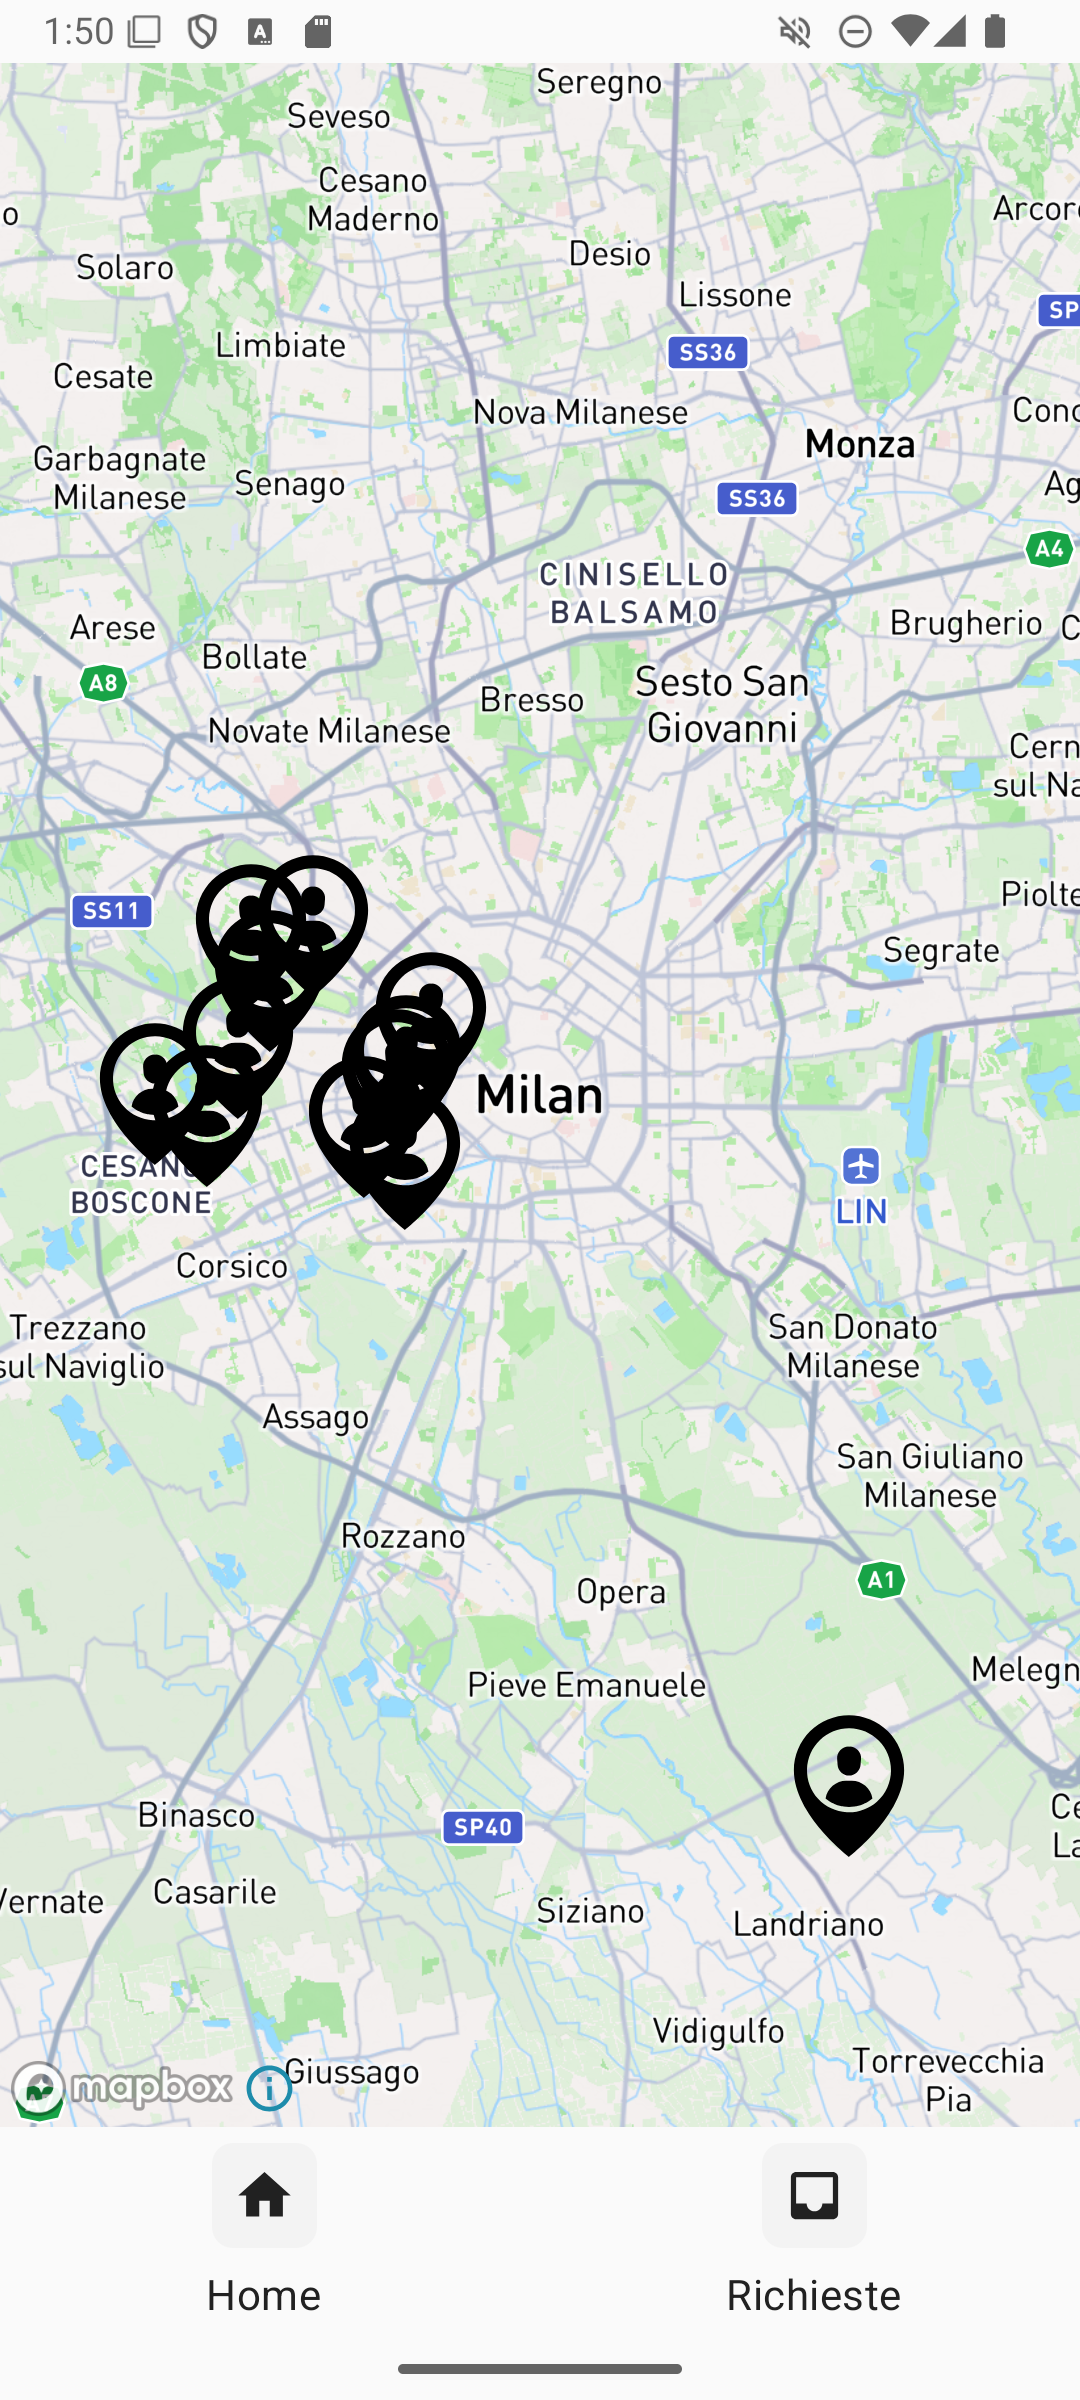 1:50
Seregno
Seveso
Cesano
Maderno
o
Arcor
Desio
Solaro
Lissone
SP
Limbiate
SS36
Cesate
Nova Milanese
Conc
Monza
Garbagnate
Milanese
Senago
Ag
SS36
A4
CINISELLO
BALSAMO
Arese
Brugherio
C
Bollate
A8
Sesto San
Giovanni
Bresso
Novate Milanese
Cern
sul Na
SS11
Piolte
Segrate
Milan
CESANO
BOSCONE
LIN
Corsico
Trezzano
sul Naviglio
San Donato
Milanese
Assago
San Giuliano
Milanese
Rozzano
Opera
A1
Melegn
Pieve Emanuele
Binasco
SP40
Ce
La
Vernate
Casarile
Siziano
Landriano
Vidigulfo
Giussago
Torrevecchia
Pia
mapbox
Home
Richieste